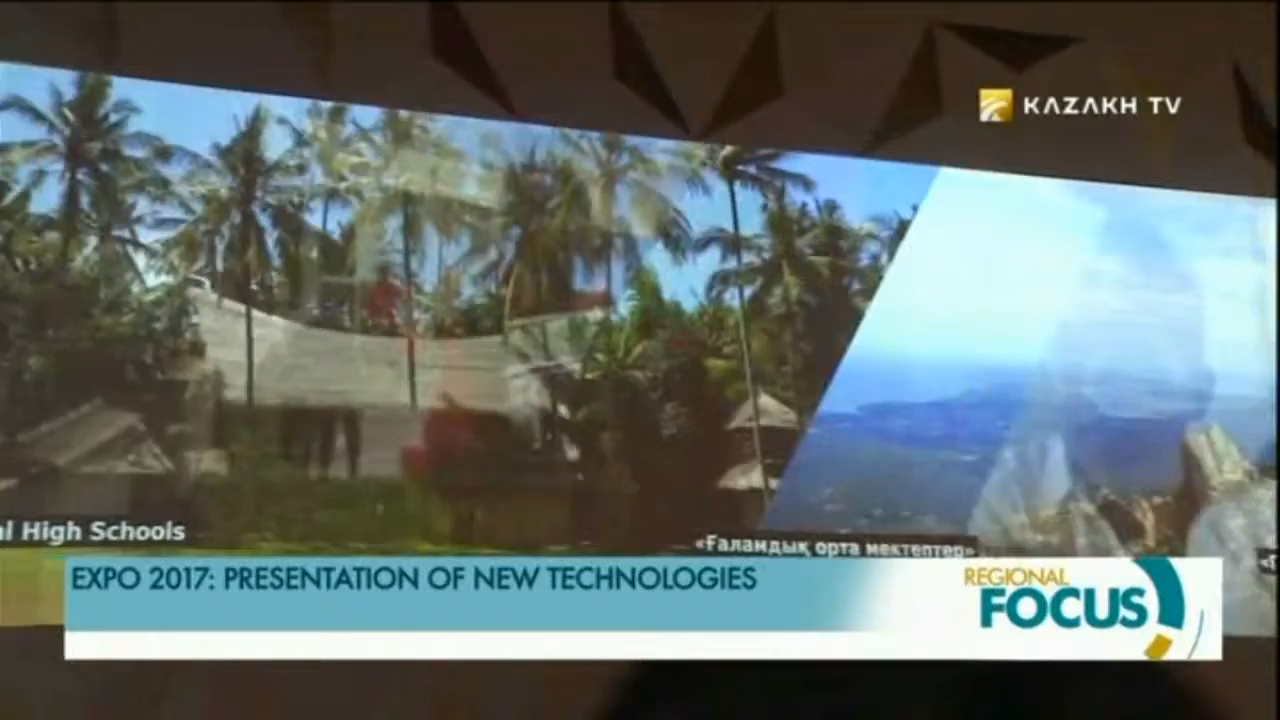 KAZAKH TV
al High Schools
«Ғаламдық орта мектептер»
EXPO 2017: PRESENTATION OF NEW TECHNOLOGIES
REGIONAL
FOCUS